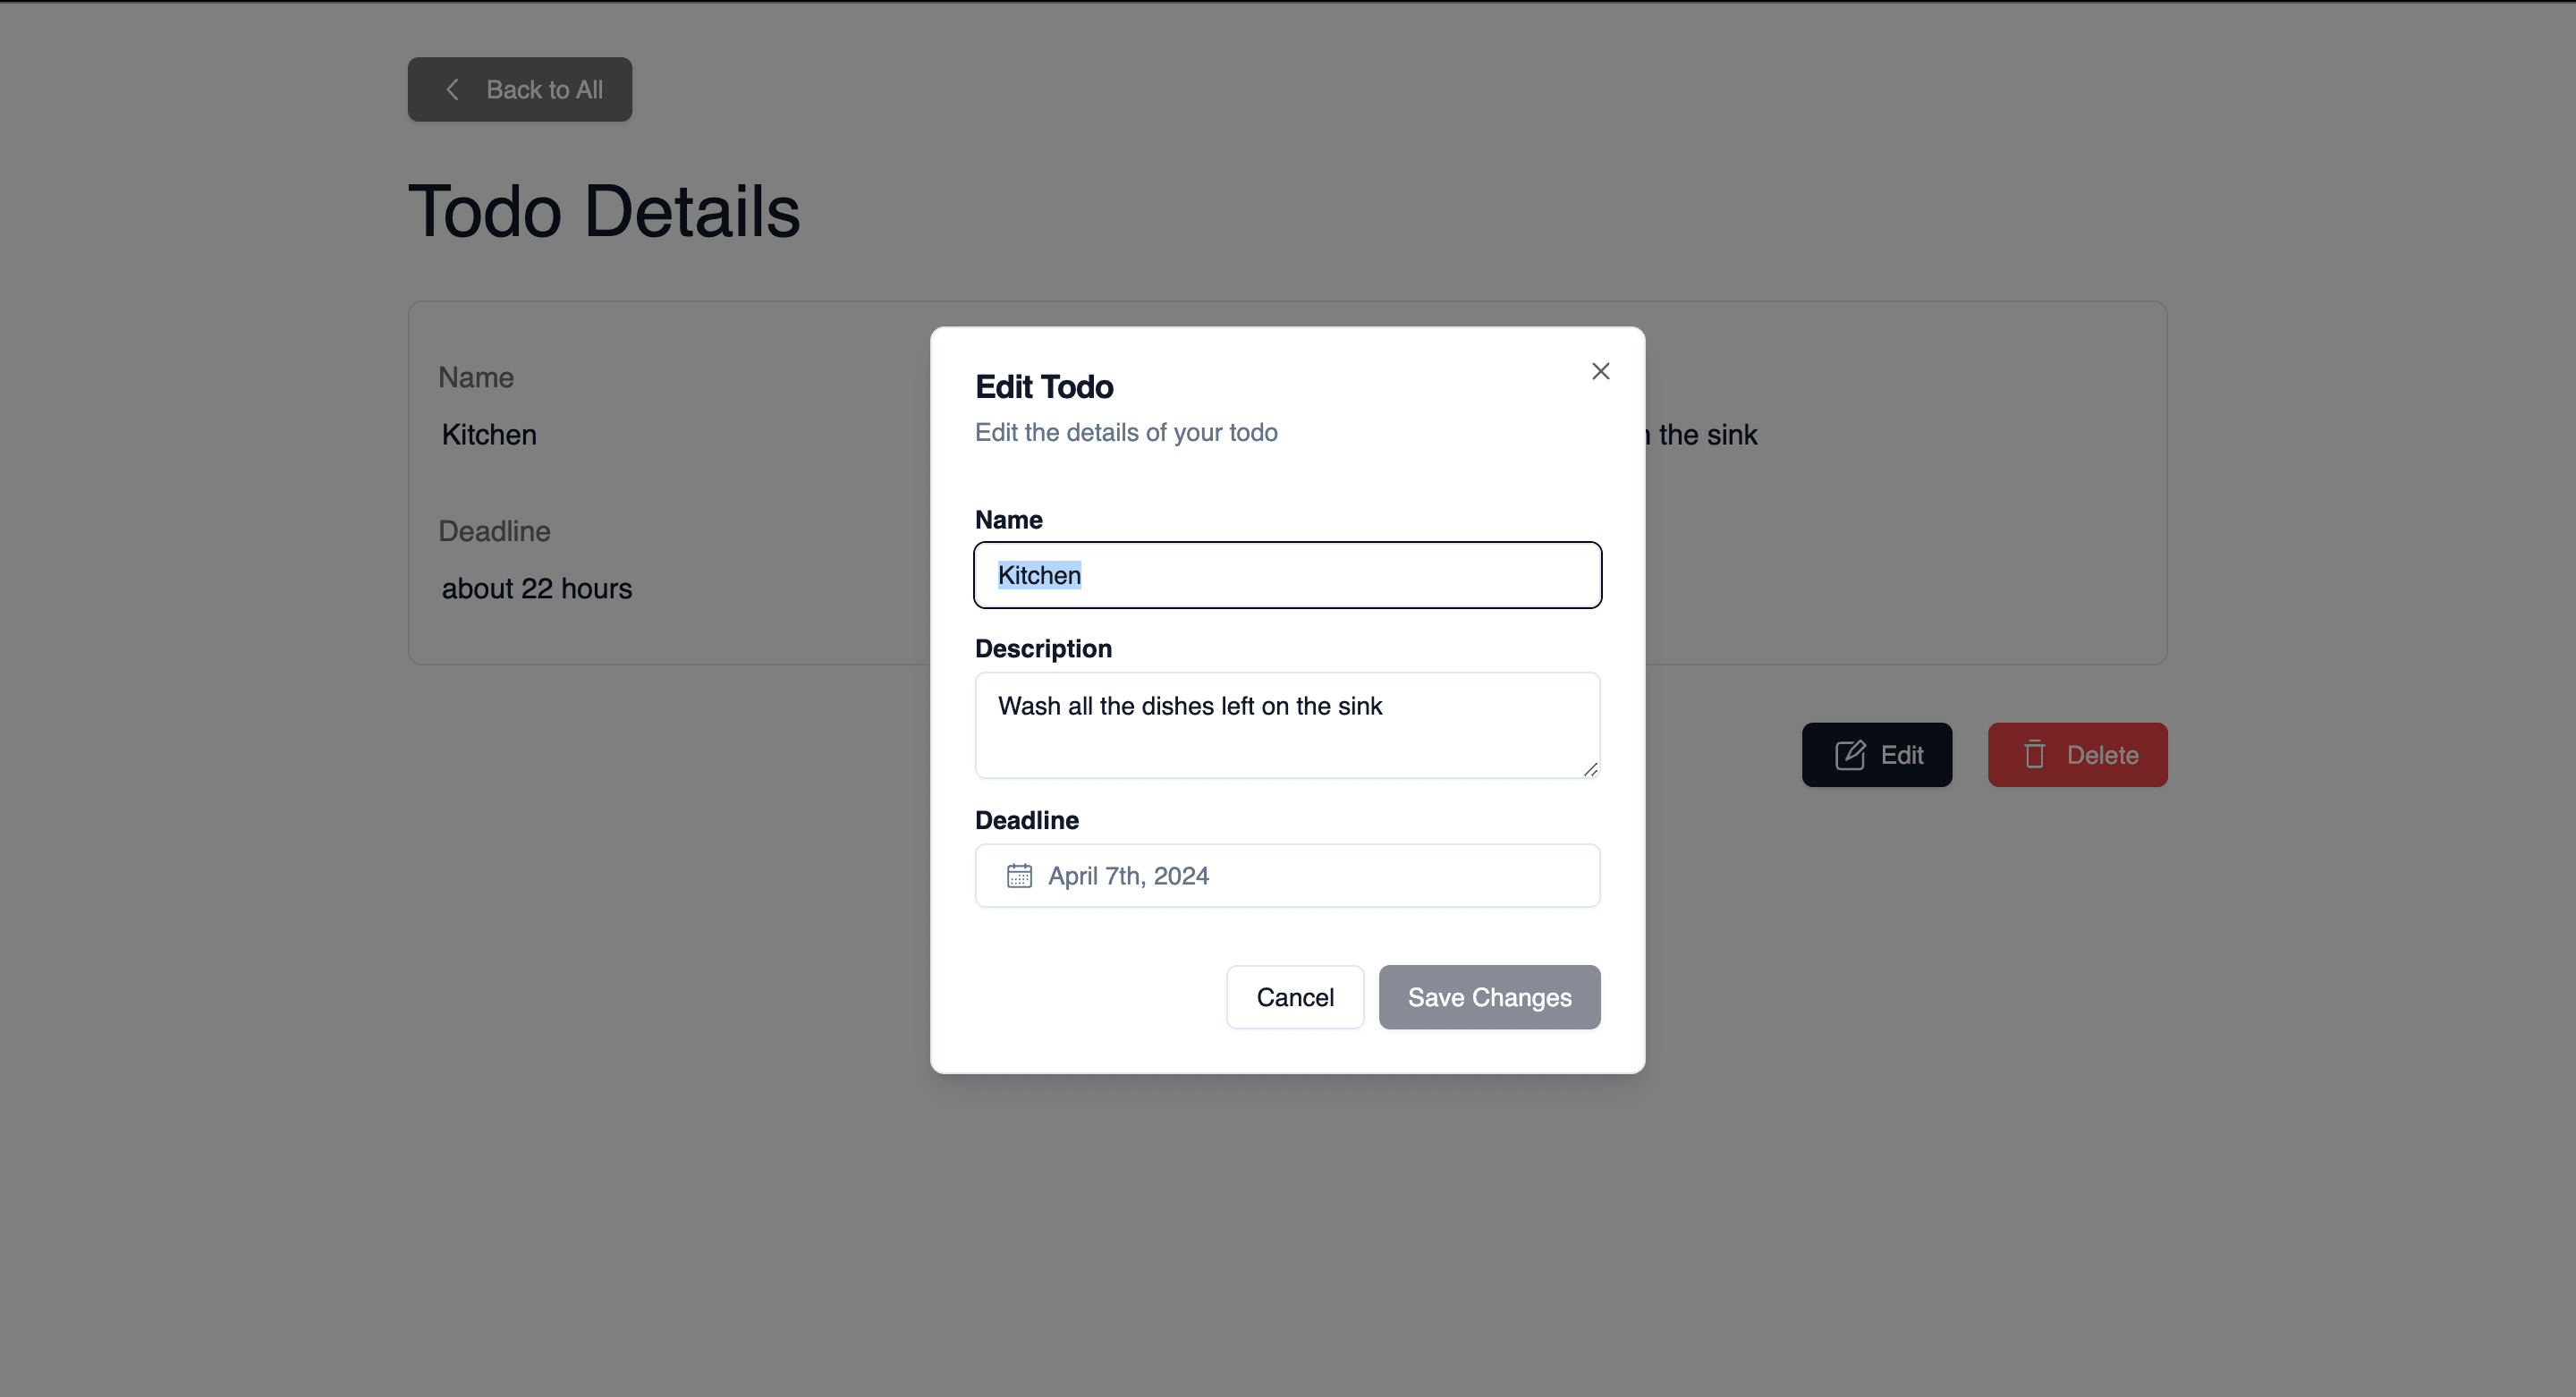 Back to All
Todo Details
Name
Kitchen
the sink
Deadline
about 22 hours
Edit
Delete
Edit Todo
Edit the details of your todo
Name
Kitchen
Description
Wash all the dishes left on the sink
Deadline
April 7th, 2024
Cancel
Save Changes